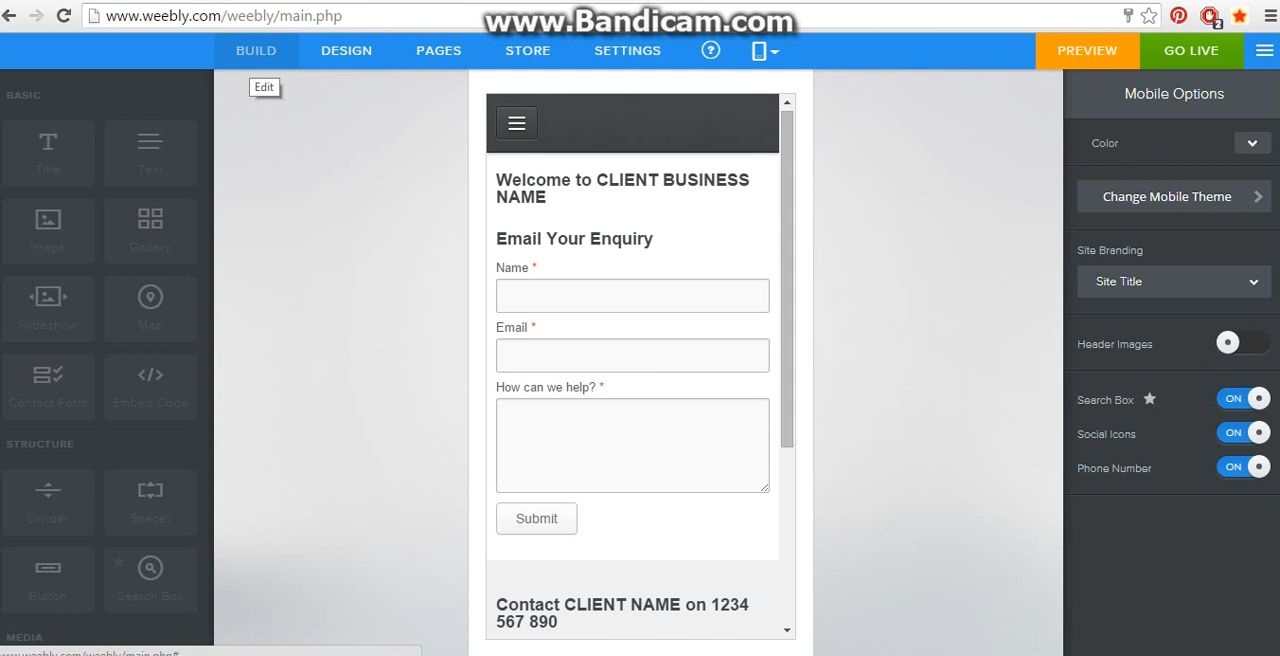 www.weebly.com/weebly/main.php
www.Bandicam.com
2
BUILD
DESIGN
PAGES
STORE
SETTINGS
?
PREVIEW
GO LIVE
Edit
BASIC
Title
Text
Image
Gallery
Slideshow
Map
Contact Form
Embed Code
STRUCTURE
Divider
Spacer
Button
Search Box
MEDIA
www.weebly.com/weebly/main.php#
Welcome to CLIENT BUSINESS
NAME
Email Your Enquiry
Name *
Email *
How can we help? *
Submit
Contact CLIENT NAME on 1234
567 890
Mobile Options
Color
Change Mobile Theme
Site Branding
Site Title
Header Images
Search Box
ON
Social Icons
ON
Phone Number
ON